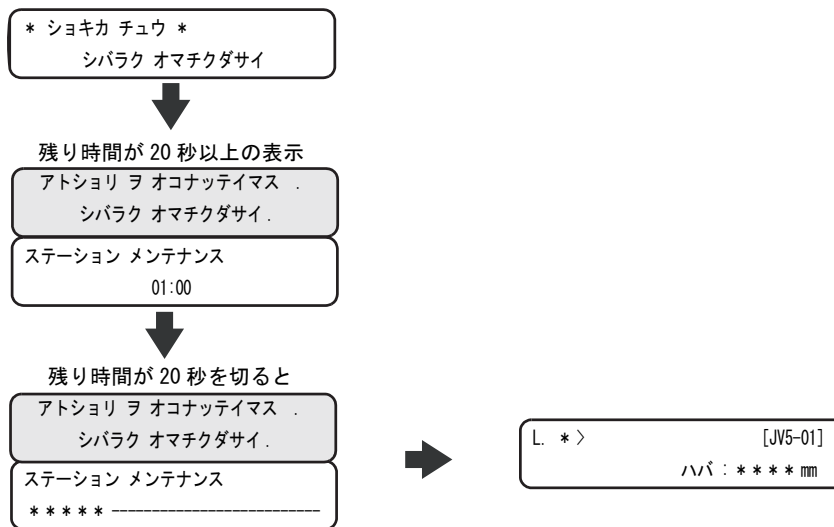 * ショキカ チュウ *
シバラク オマチクダサイ
残り時間が 20 秒以上の表示
アトショリ ヲ オコナッテイマス .
シバラク オマチクダサイ.
ステーション メンテナンス
01:00
残り時間が 20 秒を切ると
アトショリ ヲ オコナッテイマス .
シバラク オマチクダサイ.
ステーション メンテナンス
* * * * * --------------------------
L. * 〉 [JV5-01]
ハバ : * * * * mm